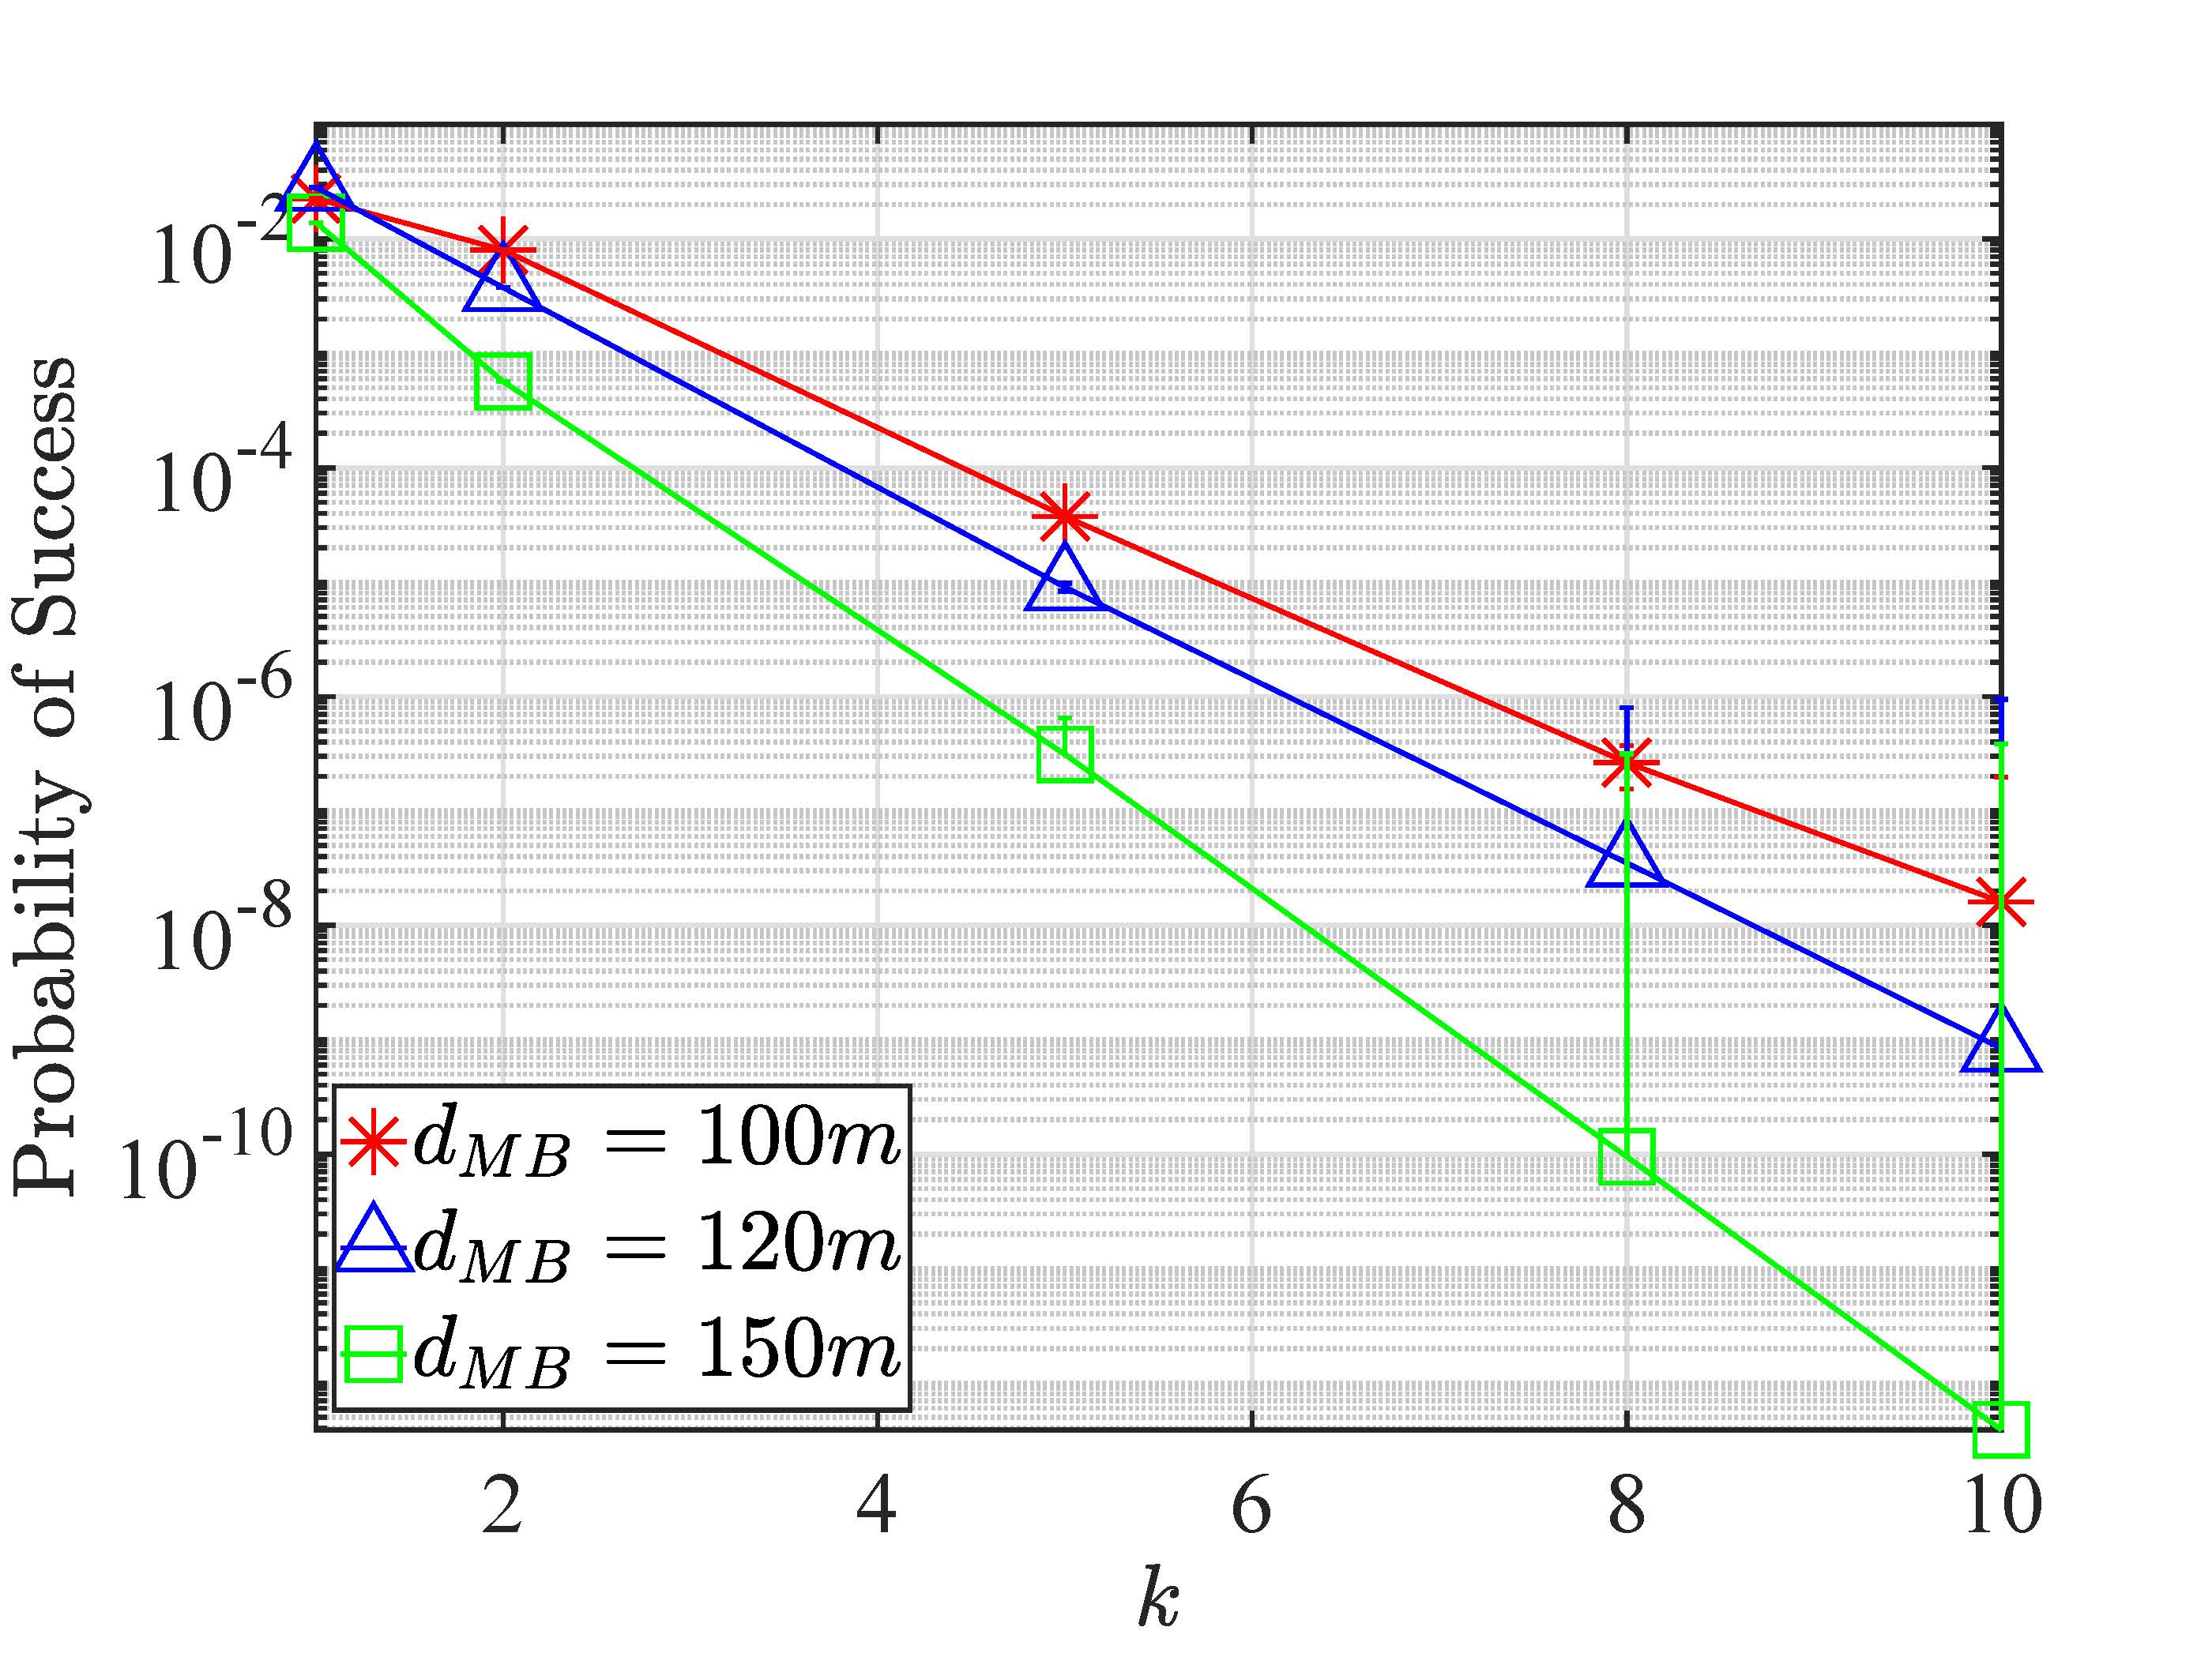 Probability of Success
10^-2
10^-4
10^-6
10^-8
10^-10
d_MB = 100m
d_MB = 120m
d_MB = 150m
2 4 6 8 10
k